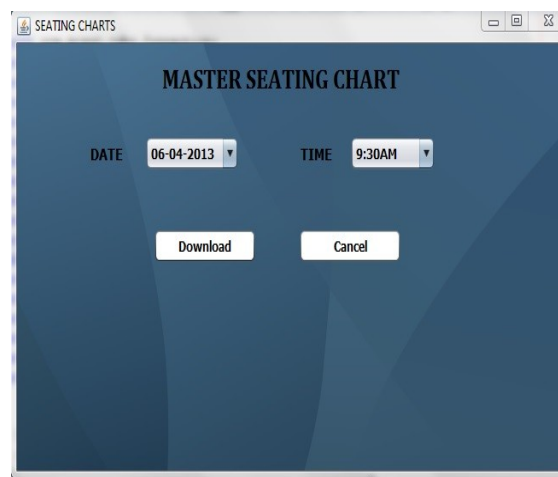 SEATING CHARTS
MASTER SEATING CHART
DATE 06-04-2013 TIME 9:30AM
Download Cancel